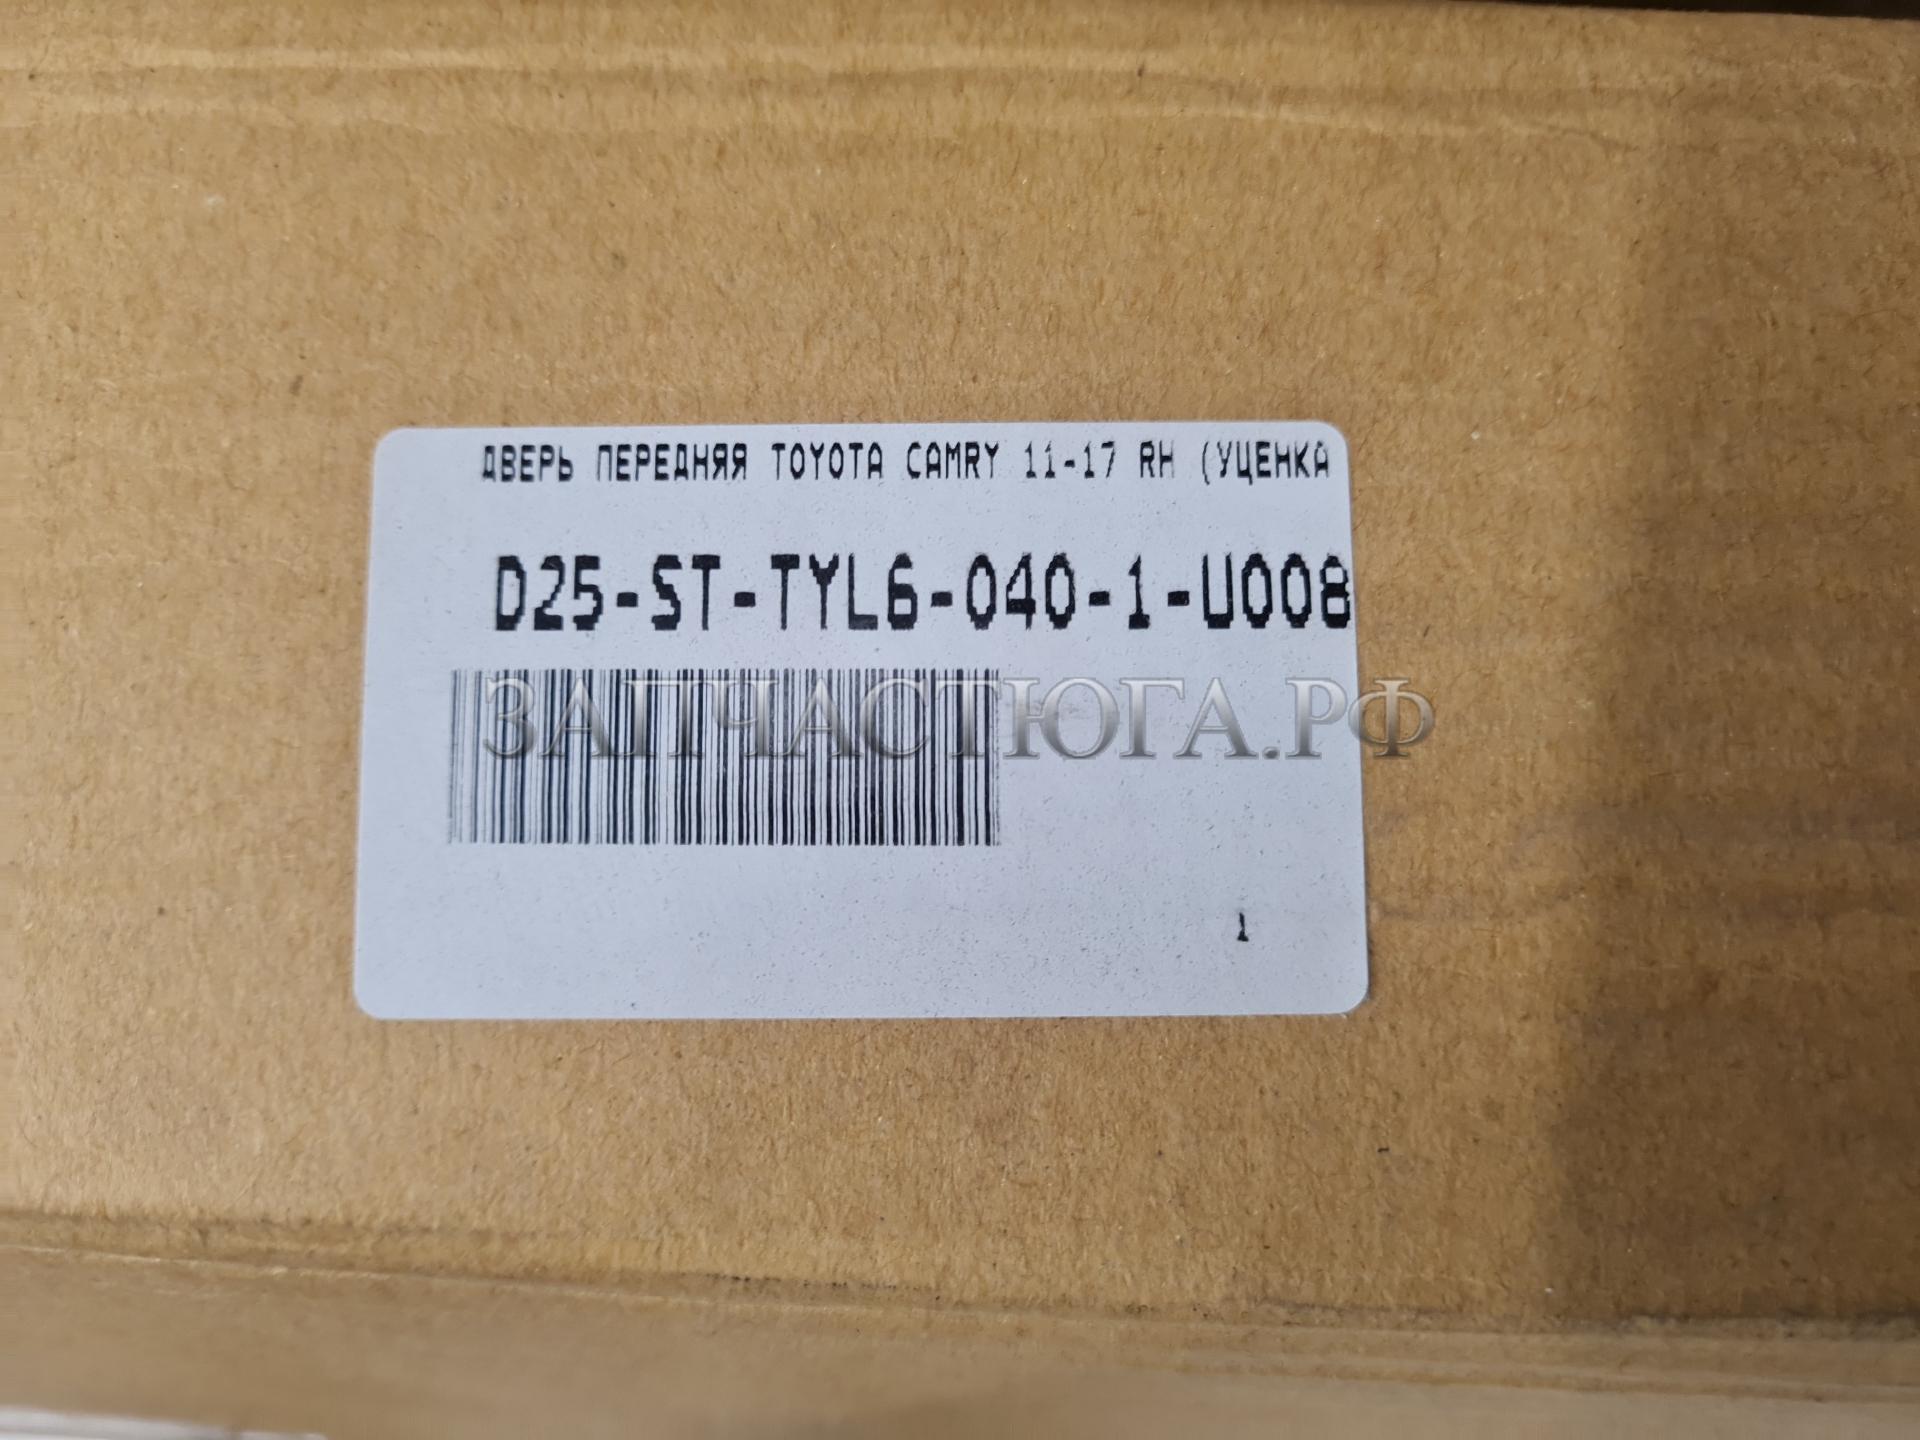 ДВЕРЬ ПЕРЕДНЯЯ TOYOTA CAMRY 11-17 RH (УЦЕНКА
D25-ST-TYL6-040-1-U008
ЗАПЧАСТЮГА.РФ
1